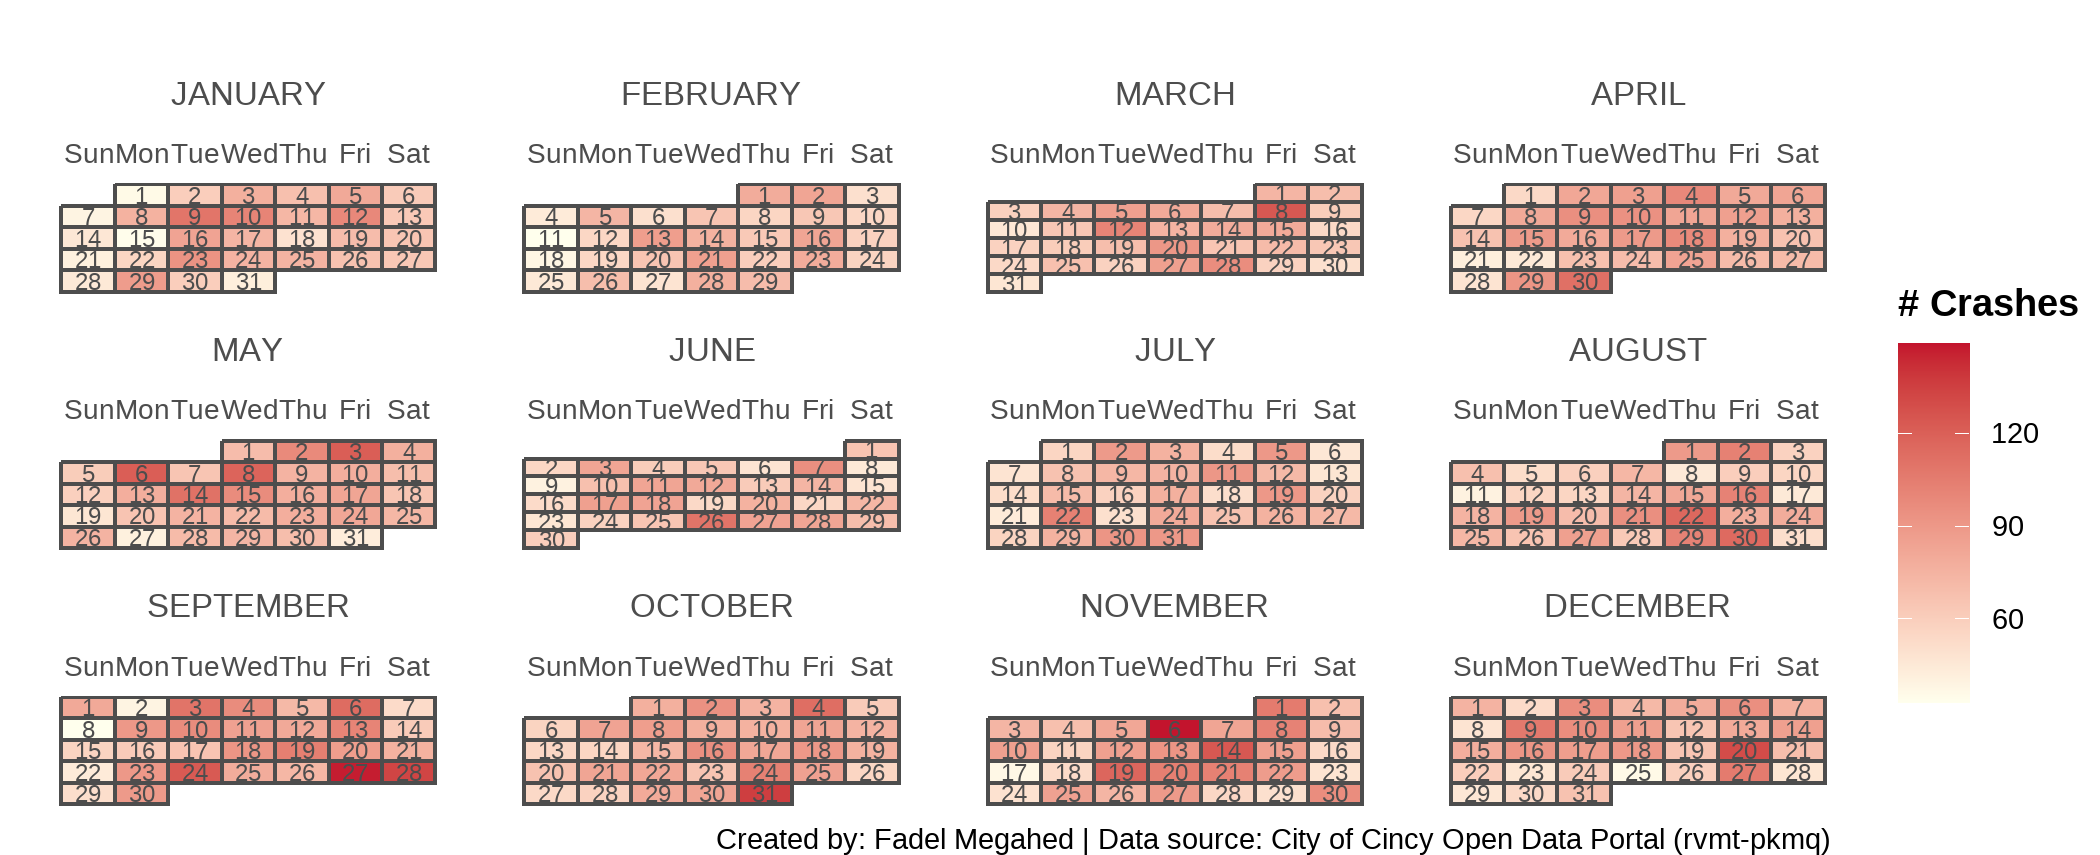 JANUARY FEBRUARY MARCH APRIL
Sun Mon Tue Wed Thu Fri Sat Sun Mon Tue Wed Thu Fri Sat Sun Mon Tue Wed Thu Fri Sat Sun Mon Tue Wed Thu Fri Sat
1 2 3 4 5 6 1 2 3 1 2 1 2 3 4 5 6
7 8 9 10 11 12 13 4 5 6 7 8 9 10 3 4 5 6 7 8 9 7 8 9 10 11 12 13
14 15 16 17 18 19 20 11 12 13 14 15 16 17 10 11 12 13 14 15 16 14 15 16 17 18 19 20
21 22 23 24 25 26 27 18 19 20 21 22 23 24 17 18 19 20 21 22 23 21 22 23 24 25 26 27
28 29 30 31 25 26 27 28 29 24 25 26 27 28 29 30 28 29 30
31
# Crashes
120
90
60
MAY JUNE JULY AUGUST
Sun Mon Tue Wed Thu Fri Sat Sun Mon Tue Wed Thu Fri Sat Sun Mon Tue Wed Thu Fri Sat Sun Mon Tue Wed Thu Fri Sat
1 2 3 4 1 1 2 3 4 5 6 1 2 3
5 6 7 8 9 10 11 2 3 4 5 6 7 8 7 8 9 10 11 12 13 4 5 6 7 8 9 10
12 13 14 15 16 17 18 9 10 11 12 13 14 15 14 15 16 17 18 19 20 11 12 13 14 15 16 17
19 20 21 22 23 24 25 16 17 18 19 20 21 22 21 22 23 24 25 26 27 18 19 20 21 22 23 24
26 27 28 29 30 31 23 24 25 26 27 28 29 28 29 30 31 25 26 27 28 29 30 31
30
SEPTEMBER OCTOBER NOVEMBER DECEMBER
Sun Mon Tue Wed Thu Fri Sat Sun Mon Tue Wed Thu Fri Sat Sun Mon Tue Wed Thu Fri Sat Sun Mon Tue Wed Thu Fri Sat
1 2 3 4 5 6 7 1 2 3 4 5 1 2 1 2 3 4 5 6 7
8 9 10 11 12 13 14 6 7 8 9 10 11 12 3 4 5 6 7 8 9 8 9 10 11 12 13 14
15 16 17 18 19 20 21 13 14 15 16 17 18 19 10 11 12 13 14 15 16 15 16 17 18 19 20 21
22 23 24 25 26 27 28 20 21 22 23 24 25 26 17 18 19 20 21 22 23 22 23 24 25 26 27 28
29 30 27 28 29 30 31 24 25 26 27 28 29 30 29 30 31
Created by: Fadel Megahed | Data source: City of Cincy Open Data Portal (rvmt-pkmq)